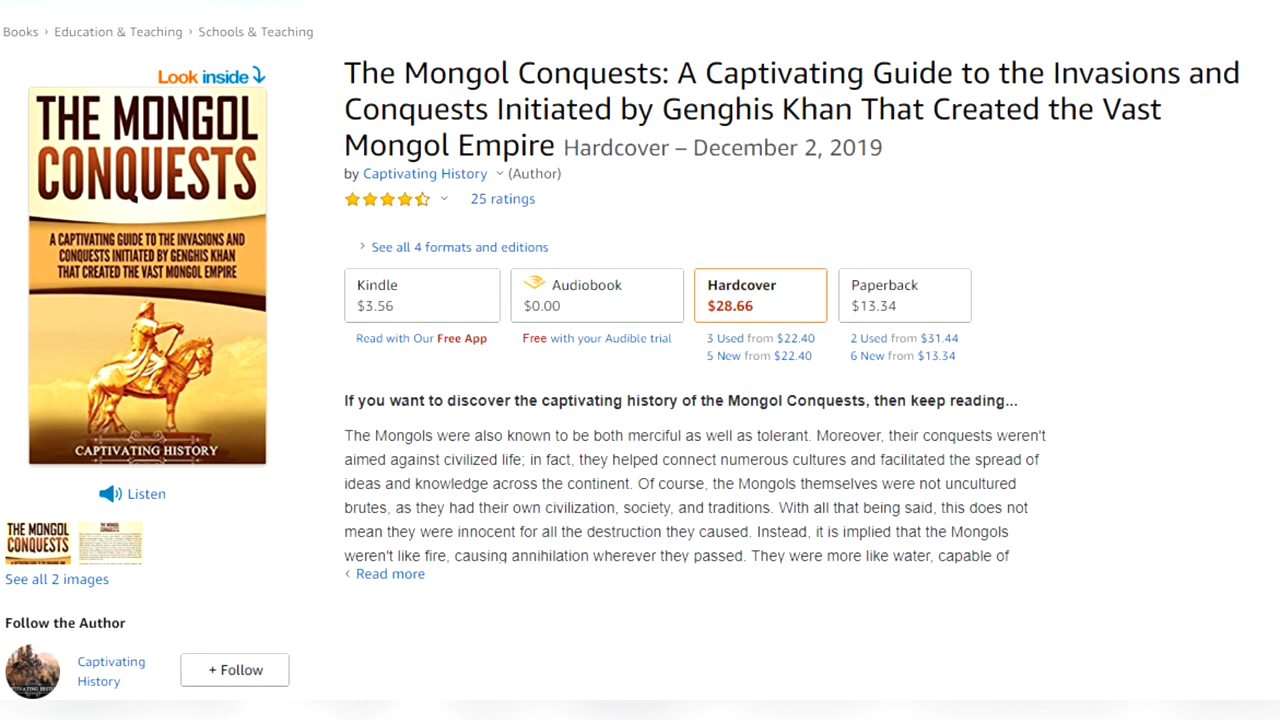 Books › Education & Teaching › Schools & Teaching
Look inside
THE MONGOL
CONQUESTS
A CAPTIVATING GUIDE TO THE INVASIONS AND
CONQUESTS INITIATED BY GENGHIS KHAN
THAT CREATED THE VAST MONGOL EMPIRE
CAPTIVATING HISTORY
Listen
THE MONGOL
CONQUESTS
See all 2 images
Follow the Author
Captivating
History
+ Follow
The Mongol Conquests: A Captivating Guide to the Invasions and
Conquests Initiated by Genghis Khan That Created the Vast
Mongol Empire Hardcover – December 2, 2019
by Captivating History (Author)
25 ratings
› See all 4 formats and editions
Kindle
$3.56
Read with Our Free App
Audiobook
$0.00
Free with your Audible trial
Hardcover
$28.66
3 Used from $22.40
5 New from $22.40
Paperback
$13.34
2 Used from $31.44
6 New from $13.34
If you want to discover the captivating history of the Mongol Conquests, then keep reading...
The Mongols were also known to be both merciful as well as tolerant. Moreover, their conquests weren't
aimed against civilized life; in fact, they helped connect numerous cultures and facilitated the spread of
ideas and knowledge across the continent. Of course, the Mongols themselves were not uncultured
brutes, as they had their own civilization, society, and traditions. With all that being said, this does not
mean they were innocent for all the destruction they caused. Instead, it is implied that the Mongols
weren't like fire, causing annihilation wherever they passed. They were more like water, capable of
‹ Read more